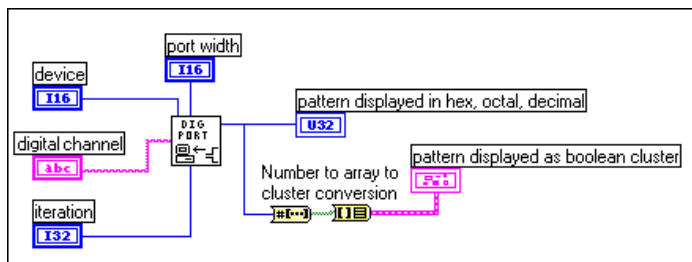 port width
I16
device
I16
DIG
PORT
pattern displayed in hex, octal, decimal
U32
digital channel
abc
Number to array to
cluster conversion
pattern displayed as boolean cluster
#[...]
[]
iteration
I32